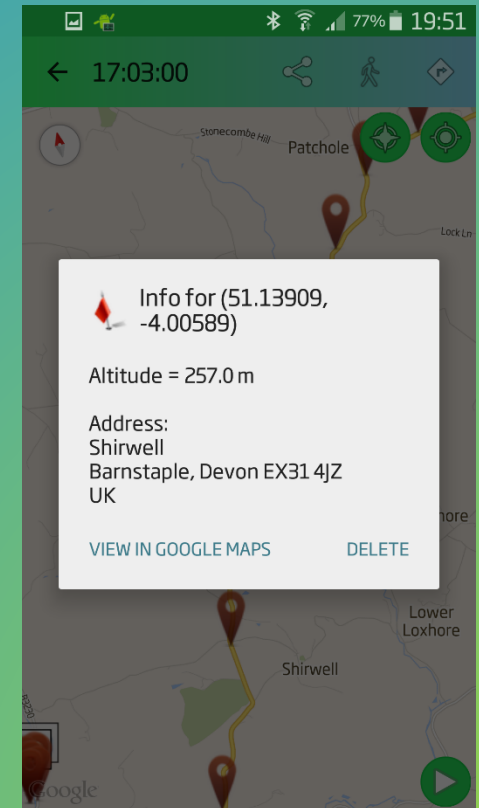 77% 19:51
17:03:00
Stonecombe Hill
Patchole
Lock Ln
Info for (51.13909,
-4.00589)
Altitude = 257.0 m
Address:
Shirwell
Barnstaple, Devon EX31 4JZ
UK
VIEW IN GOOGLE MAPS DELETE
hore
Lower
Loxhore
Shirwell
B3230
Google